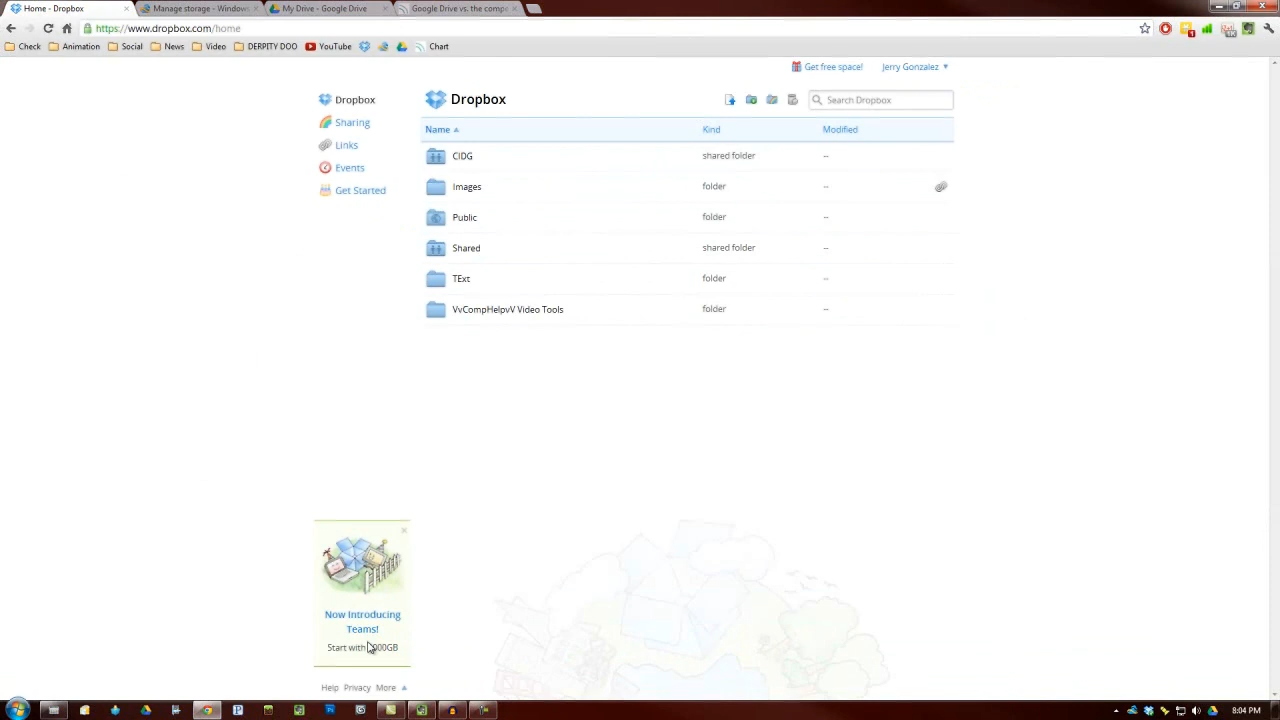 Home - Dropbox
Manage storage - Windows
My Drive - Google Drive
Google Drive vs. the compe
https://www.dropbox.com/home
Check
Animation
Social
News
Video
DERPITY DOO
YouTube
Chart
Get free space!
Jerry Gonzalez
Dropbox
Sharing
Links
Events
Get Started
Dropbox
Search Dropbox
Name
Kind
Modified
CIDG
shared folder
--
Images
folder
--
Public
folder
--
Shared
shared folder
--
TExt
folder
--
VvCompHelpvV Video Tools
folder
--
Now Introducing
Teams!
Start with
Help
Privacy
More
8:04 PM